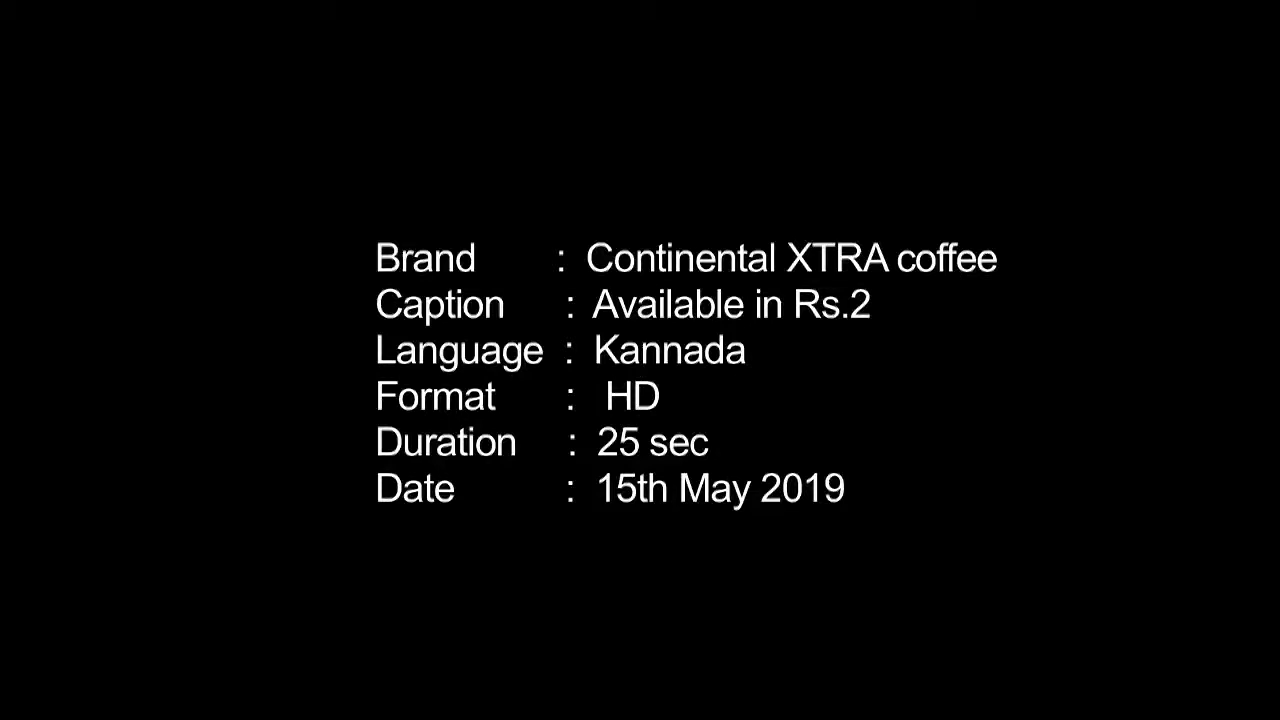 Brand : Continental XTRA coffee
Caption : Available in Rs.2
Language : Kannada
Format : HD
Duration : 25 sec
Date : 15th May 2019